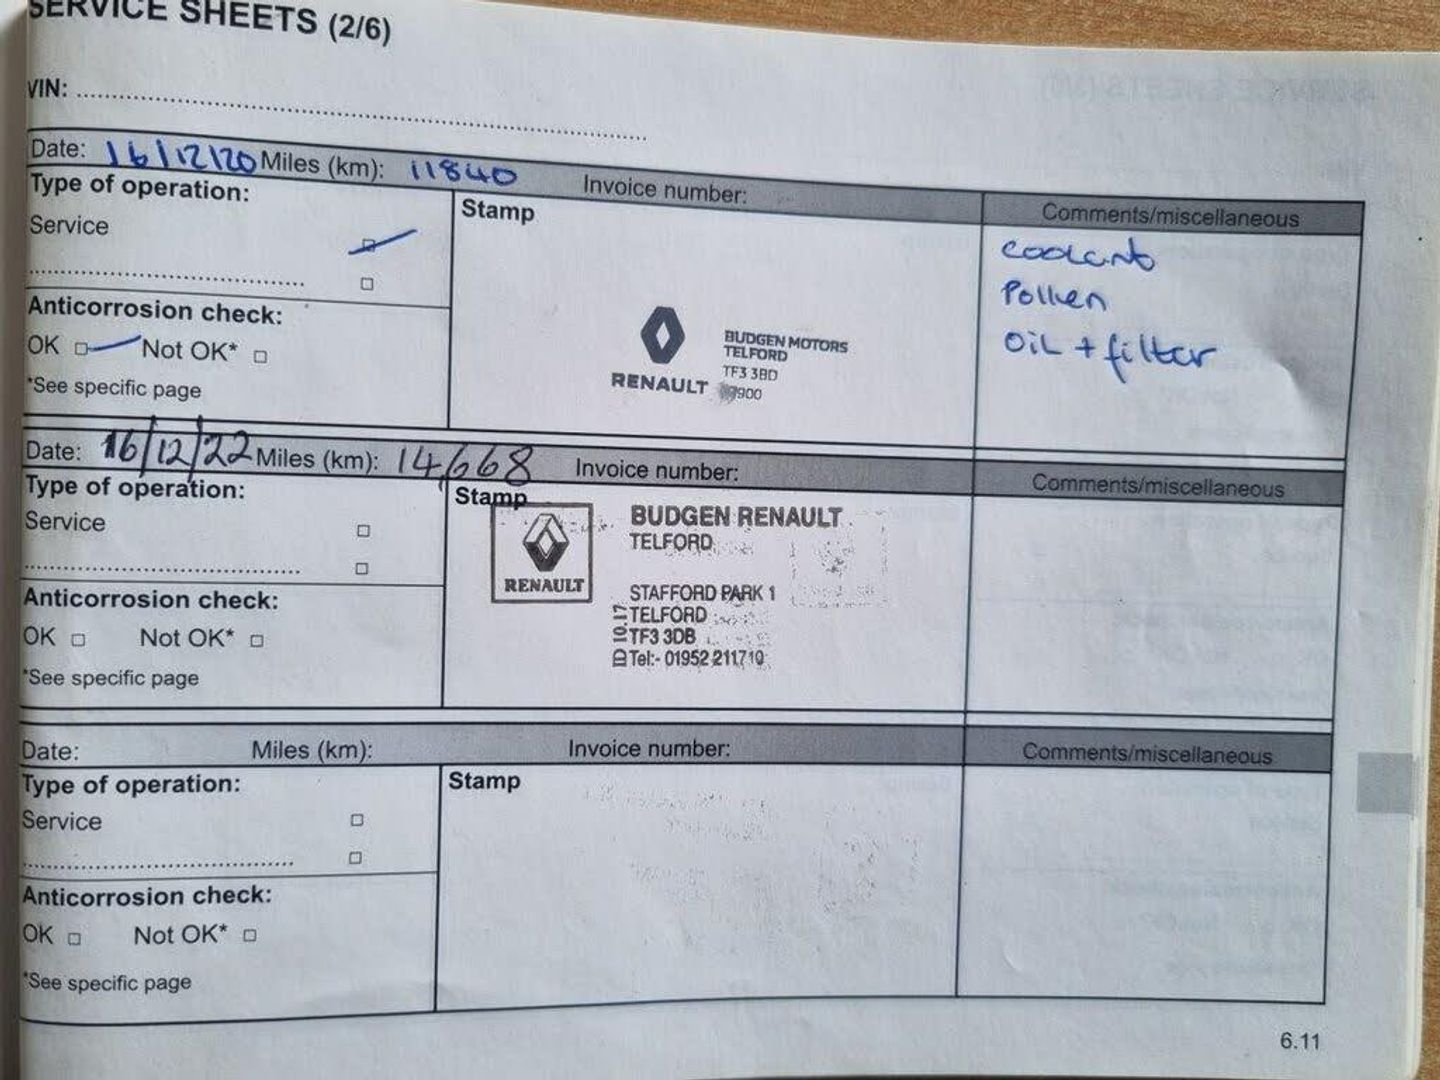 SERVICE SHEETS (2/6)
VIN: ................................................................
Date: 16/12/20 Miles (km): 11840 Invoice number:
Comments/miscellaneous
Type of operation:
Stamp
Service
................................................
Anticorrosion check:
OK □ Not OK* □
*See specific page
RENAULT
BUDGEN MOTORS
TELFORD
TF3 3BD
coolant
Pollen
Oil + filter
Date: 16/12/22 Miles (km): 14,668 Invoice number:
Comments/miscellaneous
Type of operation:
Stamp
Service □
................................................ □
Anticorrosion check:
OK □ Not OK* □
*See specific page
RENAULT
BUDGEN RENAULT
TELFORD
STAFFORD PARK 1
TELFORD
TF3 3DB
Tel:- 01952 211710
ID 10.17
Date: Miles (km): Invoice number:
Comments/miscellaneous
Type of operation:
Stamp
Service □
................................................ □
Anticorrosion check:
OK □ Not OK* □
*See specific page
6.11